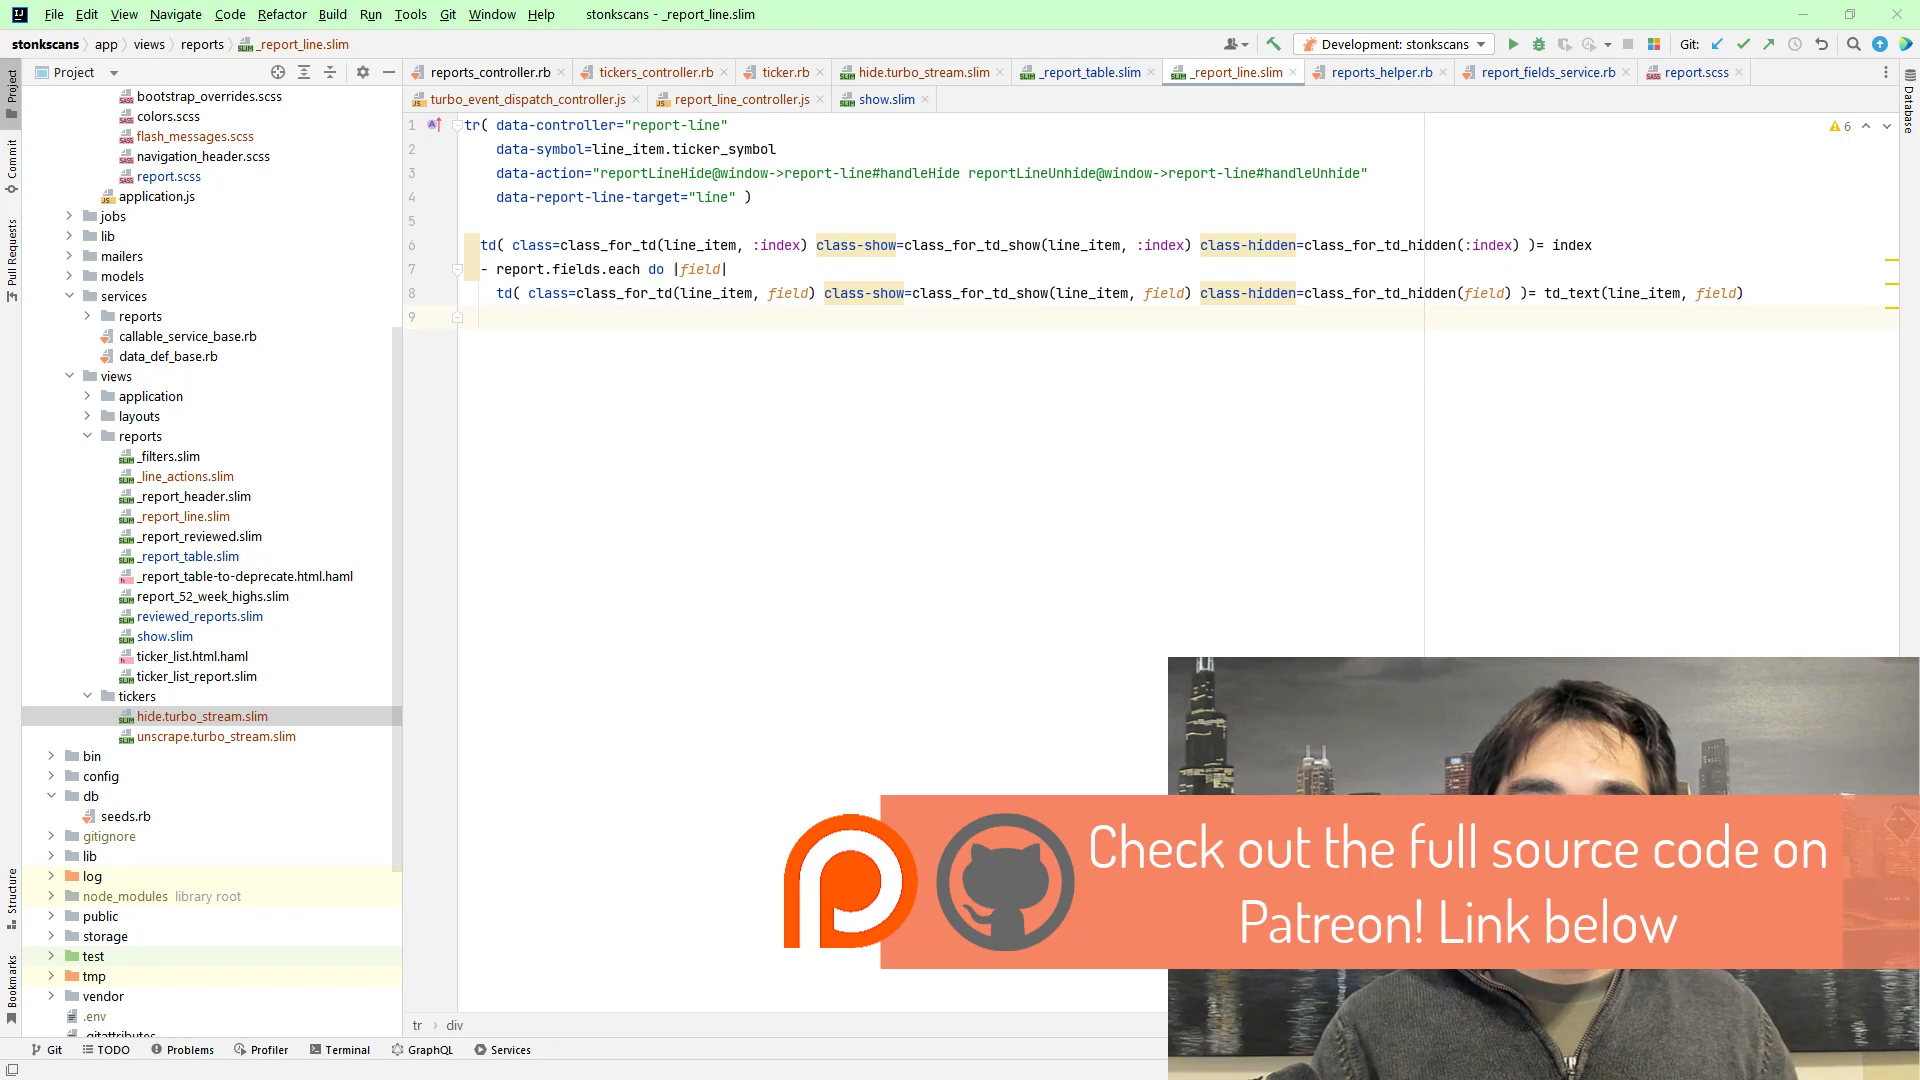 File Edit View Navigate Code Refactor Build Run Tools Git Window Help stonkscans - _report_line.slim
stonkscans app views reports _report_line.slim
Development: stonkscans Git:
Project
reports_controller.rb tickers_controller.rb ticker.rb hide.turbo_stream.slim _report_table.slim _report_line.slim reports_helper.rb report_fields_service.rb report.scss
turbo_event_dispatch_controller.js report_line_controller.js show.slim
Project
Commit
Pull Requests
Structure
Bookmarks
Database
bootstrap_overrides.scss
colors.scss
flash_messages.scss
navigation_header.scss
report.scss
application.js
jobs
lib
mailers
models
services
reports
callable_service_base.rb
data_def_base.rb
views
application
layouts
reports
_filters.slim
_line_actions.slim
_report_header.slim
_report_line.slim
_report_reviewed.slim
_report_table.slim
_report_table-to-deprecate.html.haml
report_52_week_highs.slim
reviewed_reports.slim
show.slim
ticker_list.html.haml
ticker_list_report.slim
tickers
hide.turbo_stream.slim
unscrape.turbo_stream.slim
bin
config
db
seeds.rb
gitignore
lib
log
node_modules library root
public
storage
test
tmp
vendor
.env
.gitattributes
1 tr( data-controller="report-line"
2 data-symbol=line_item.ticker_symbol
3 data-action="reportLineHide@window->report-line#handleHide reportLineUnhide@window->report-line#handleUnhide"
4 data-report-line-target="line" )
5
6 td( class=class_for_td(line_item, :index) class-show=class_for_td_show(line_item, :index) class-hidden=class_for_td_hidden(:index) )= index
7 - report.fields.each do |field|
8 td( class=class_for_td(line_item, field) class-show=class_for_td_show(line_item, field) class-hidden=class_for_td_hidden(field) )= td_text(line_item, field)
9
6
Check out the full source code on
Patreon! Link below
tr div
Git TODO Problems Profiler Terminal GraphQL Services